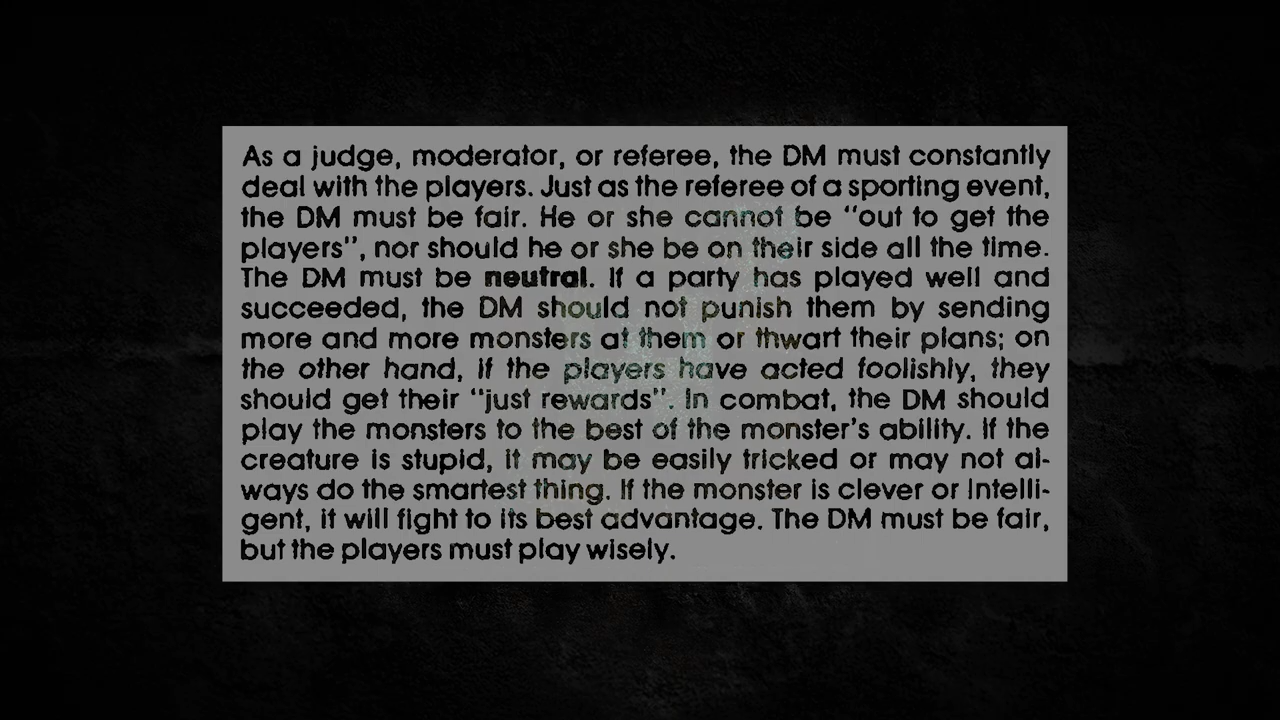 As a judge, moderator, or referee, the DM must constantly
deal with the players. Just as the referee of a sporting event,
the DM must be fair. He or she cannot be “out to get the
players”, nor should he or she be on their side all the time.
The DM must be neutral. If a party has played well and
succeeded, the DM should not punish them by sending
more and more monsters at them or thwart their plans; on
the other hand, if the players have acted foolishly, they
should get their “just rewards”. In combat, the DM should
play the monsters to the best of the monster's ability. If the
creature is stupid, it may be easily tricked or may not al-
ways do the smartest thing. If the monster is clever or intelli-
gent, it will fight to its best advantage. The DM must be fair,
but the players must play wisely.